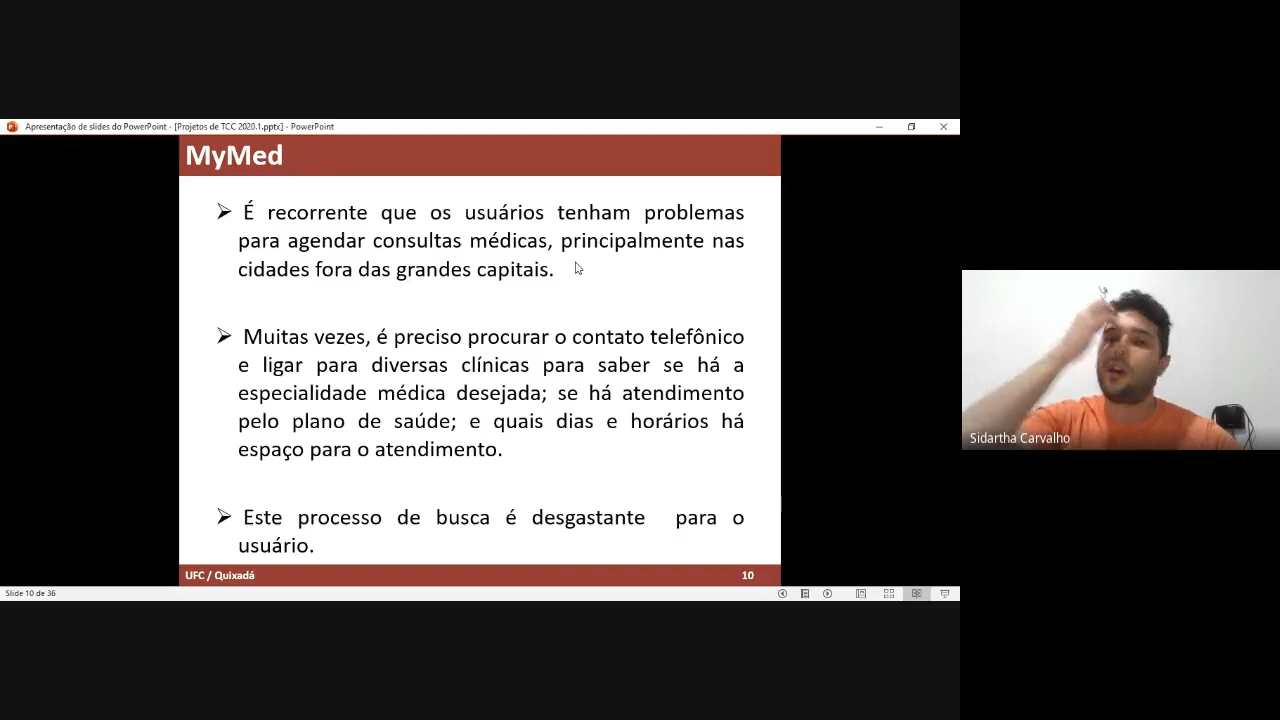 Apresentação de slides do PowerPoint - [Projetos de TCC 2020.1.pptx] - PowerPoint
MyMed
É recorrente que os usuários tenham problemas
para agendar consultas médicas, principalmente nas
cidades fora das grandes capitais.
Muitas vezes, é preciso procurar o contato telefônico
e ligar para diversas clínicas para saber se há a
especialidade médica desejada; se há atendimento
pelo plano de saúde; e quais dias e horários há
espaço para o atendimento.
Este processo de busca é desgastante para o
usuário.
UFC / Quixadá 10
Slide 10 de 36
Sidartha Carvalho